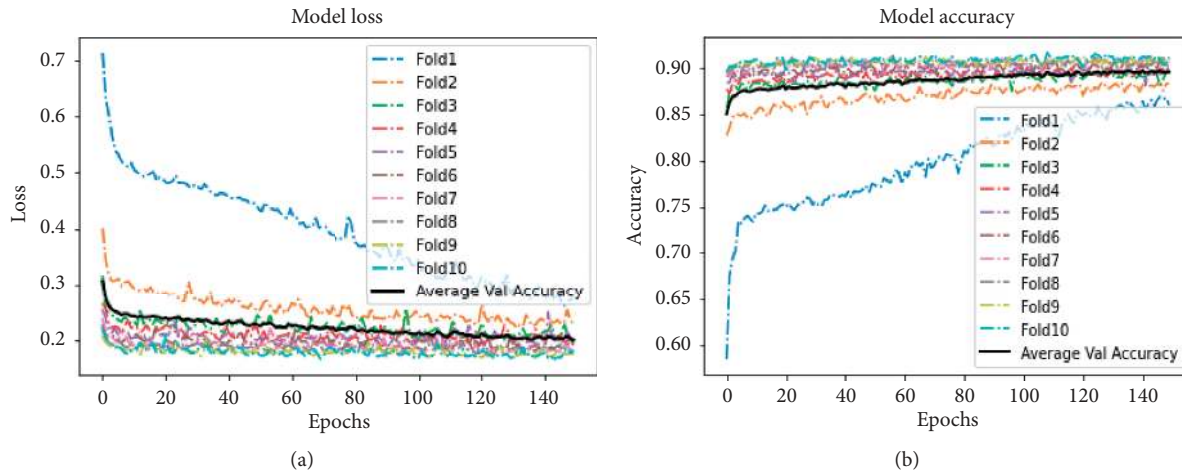 Model loss
0.7
0.6
0.5
0.4
0.3
0.2
Loss
0 20 40 60 80 100 120 140
Epochs
Fold1
Fold2
Fold3
Fold4
Fold5
Fold6
Fold7
Fold8
Fold9
Fold10
Average Val Accuracy
(a)
Model accuracy
0.90
0.85
0.80
0.75
0.70
0.65
0.60
Accuracy
0 20 40 60 80 100 120 140
Epochs
Fold1
Fold2
Fold3
Fold4
Fold5
Fold6
Fold7
Fold8
Fold9
Fold10
Average Val Accuracy
(b)